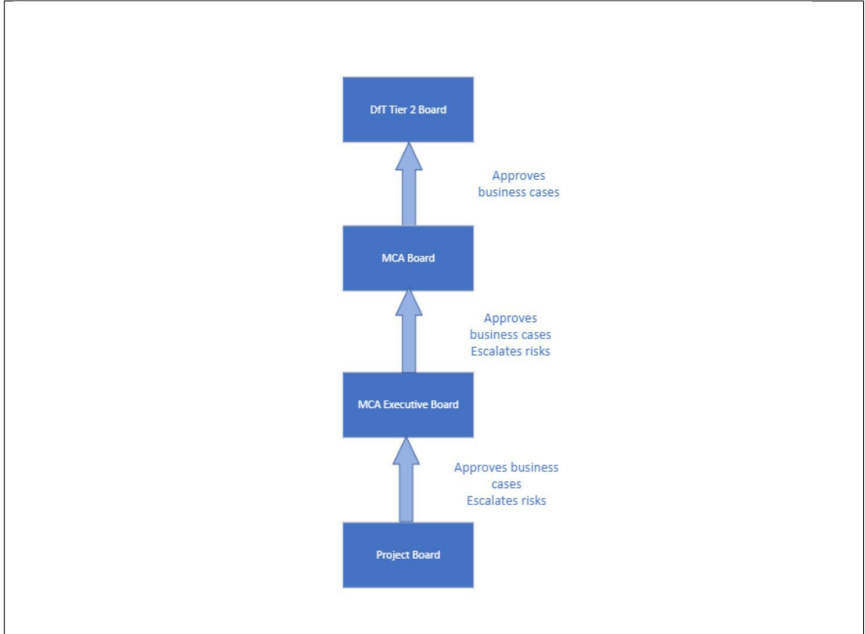 DfT Tier 2 Board
Approves
business cases
MCA Board
Approves
business cases
Escalates risks
MCA Executive Board
Approves business
cases
Escalates risks
Project Board